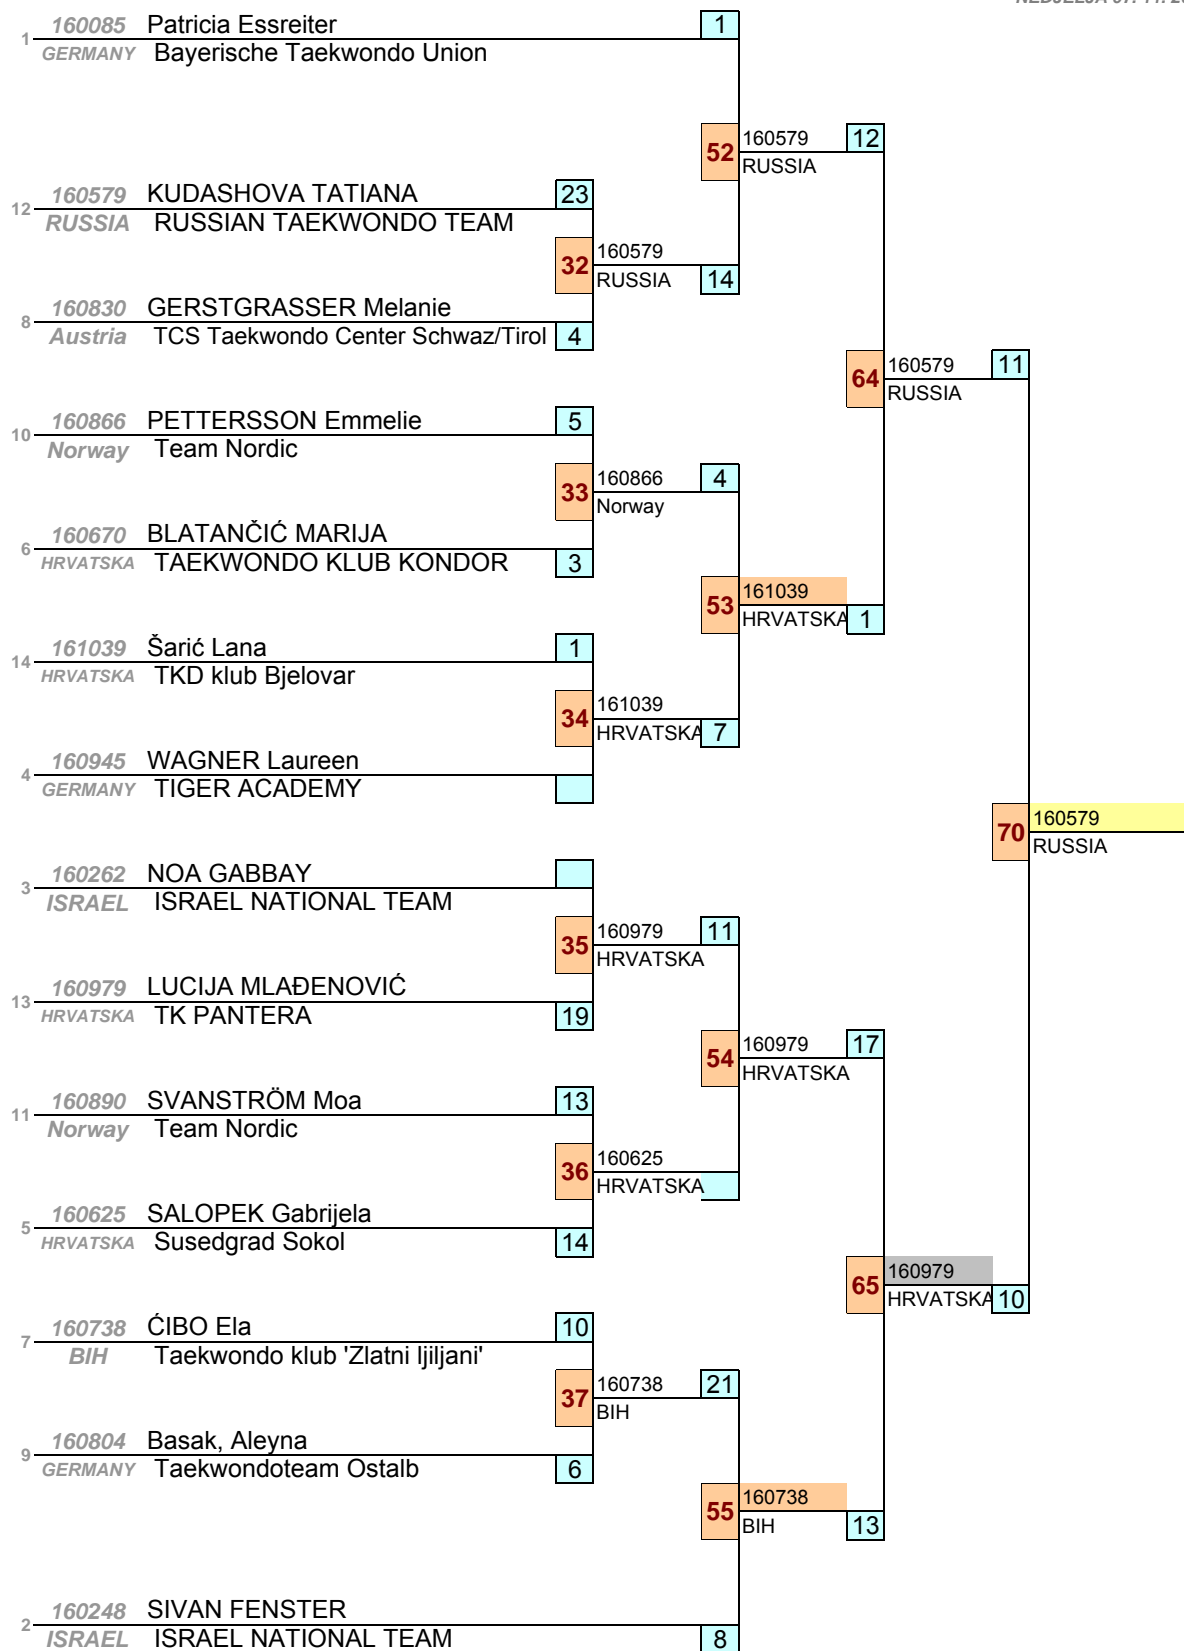 1 160085 Patricia Essreiter 1
GERMANY Bayerische Taekwondo Union
52 160579 12
RUSSIA
12 160579 KUDASHOVA TATIANA 23
RUSSIA RUSSIAN TAEKWONDO TEAM
32 160579
RUSSIA 14
8 160830 GERSTGRASSER Melanie
Austria TCS Taekwondo Center Schwaz/Tirol 4
64 160579 11
RUSSIA
10 160866 PETTERSSON Emmelie 5
Norway Team Nordic
33 160866 4
Norway
6 160670 BLATANČIĆ MARIJA
HRVATSKA TAEKWONDO KLUB KONDOR 3
53 161039
HRVATSKA 1
14 161039 Šarić Lana 1
HRVATSKA TKD klub Bjelovar
34 161039
HRVATSKA 7
4 160945 WAGNER Laureen
GERMANY TIGER ACADEMY
70 160579
RUSSIA
3 160262 NOA GABBAY
ISRAEL ISRAEL NATIONAL TEAM
35 160979 11
HRVATSKA
13 160979 LUCIJA MLAĐENOVIĆ
HRVATSKA TK PANTERA 19
54 160979 17
HRVATSKA
11 160890 SVANSTRÖM Moa 13
Norway Team Nordic
36 160625
HRVATSKA
5 160625 SALOPEK Gabrijela
HRVATSKA Susedgrad Sokol 14
65 160979
HRVATSKA 10
7 160738 ĆIBO Ela 10
BIH Taekwondo klub 'Zlatni ljiljani'
37 160738 21
BIH
9 160804 Basak, Aleyna
GERMANY Taekwondoteam Ostalb 6
55 160738
BIH 13
2 160248 SIVAN FENSTER
ISRAEL ISRAEL NATIONAL TEAM 8